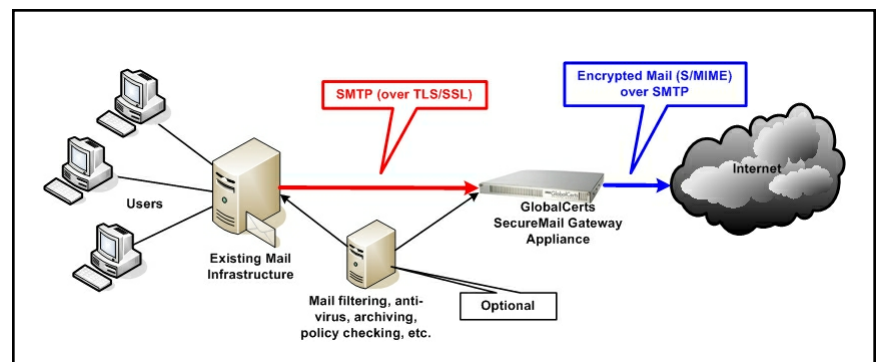 SMTP (over TLS/SSL)
Encrypted Mail (S/MIME)
over SMTP
Internet
Users
GlobalCerts
GlobalCerts
SecureMail Gateway
Appliance
Existing Mail
Infrastructure
Mail filtering, anti-
virus, archiving,
policy checking, etc.
Optional